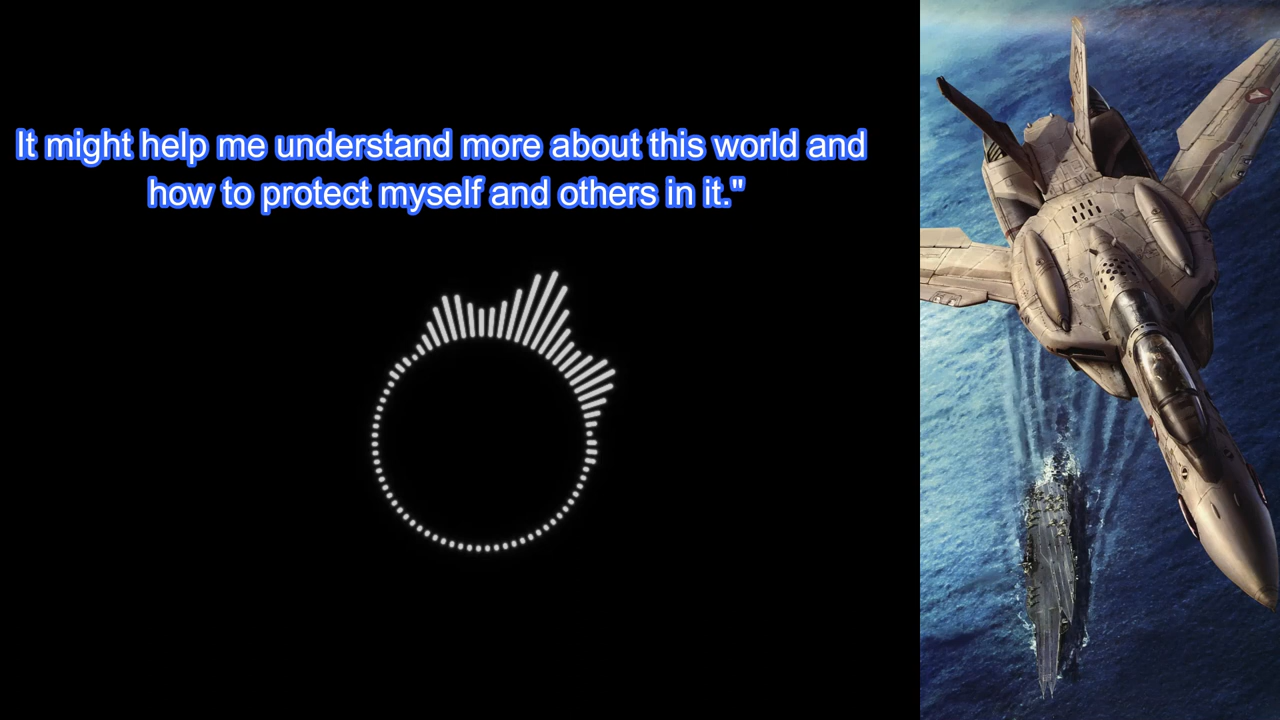 It might help me understand more about this world and
how to protect myself and others in it."